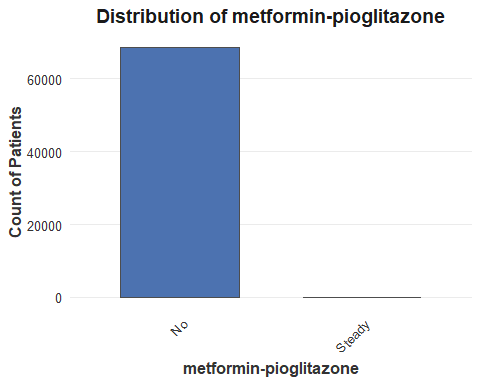 Distribution of metformin-pioglitazone
Count of Patients
60000
40000
20000
0
No
Steady
metformin-pioglitazone